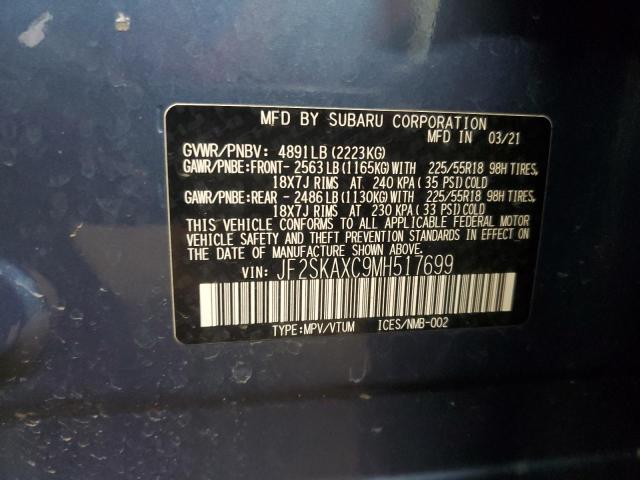 MFD BY SUBARU CORPORATION
MFD IN 03/21
GVWR/PNBV: 4891LB (2223KG)
GAWR/PNBE:FRONT- 2563LB (1165KG)WITH 225/55R18 98H TIRES,
18X7J RIMS AT 240 KPA (35 PSI)COLD
GAWR/PNBE:REAR - 2486LB (1130KG)WITH 225/55R18 98H TIRES,
18X7J RIMS AT 230 KPA (33 PSI)COLD
THIS VEHICLE CONFORMS TO ALL APPLICABLE FEDERAL MOTOR
VEHICLE SAFETY AND THEFT PREVENTION STANDARDS IN EFFECT ON
THE DATE OF MANUFACTURE SHOWN ABOVE.
VIN: JF2SKAXC9MH517699
TYPE:MPV/VTUM ICES/NMB-002